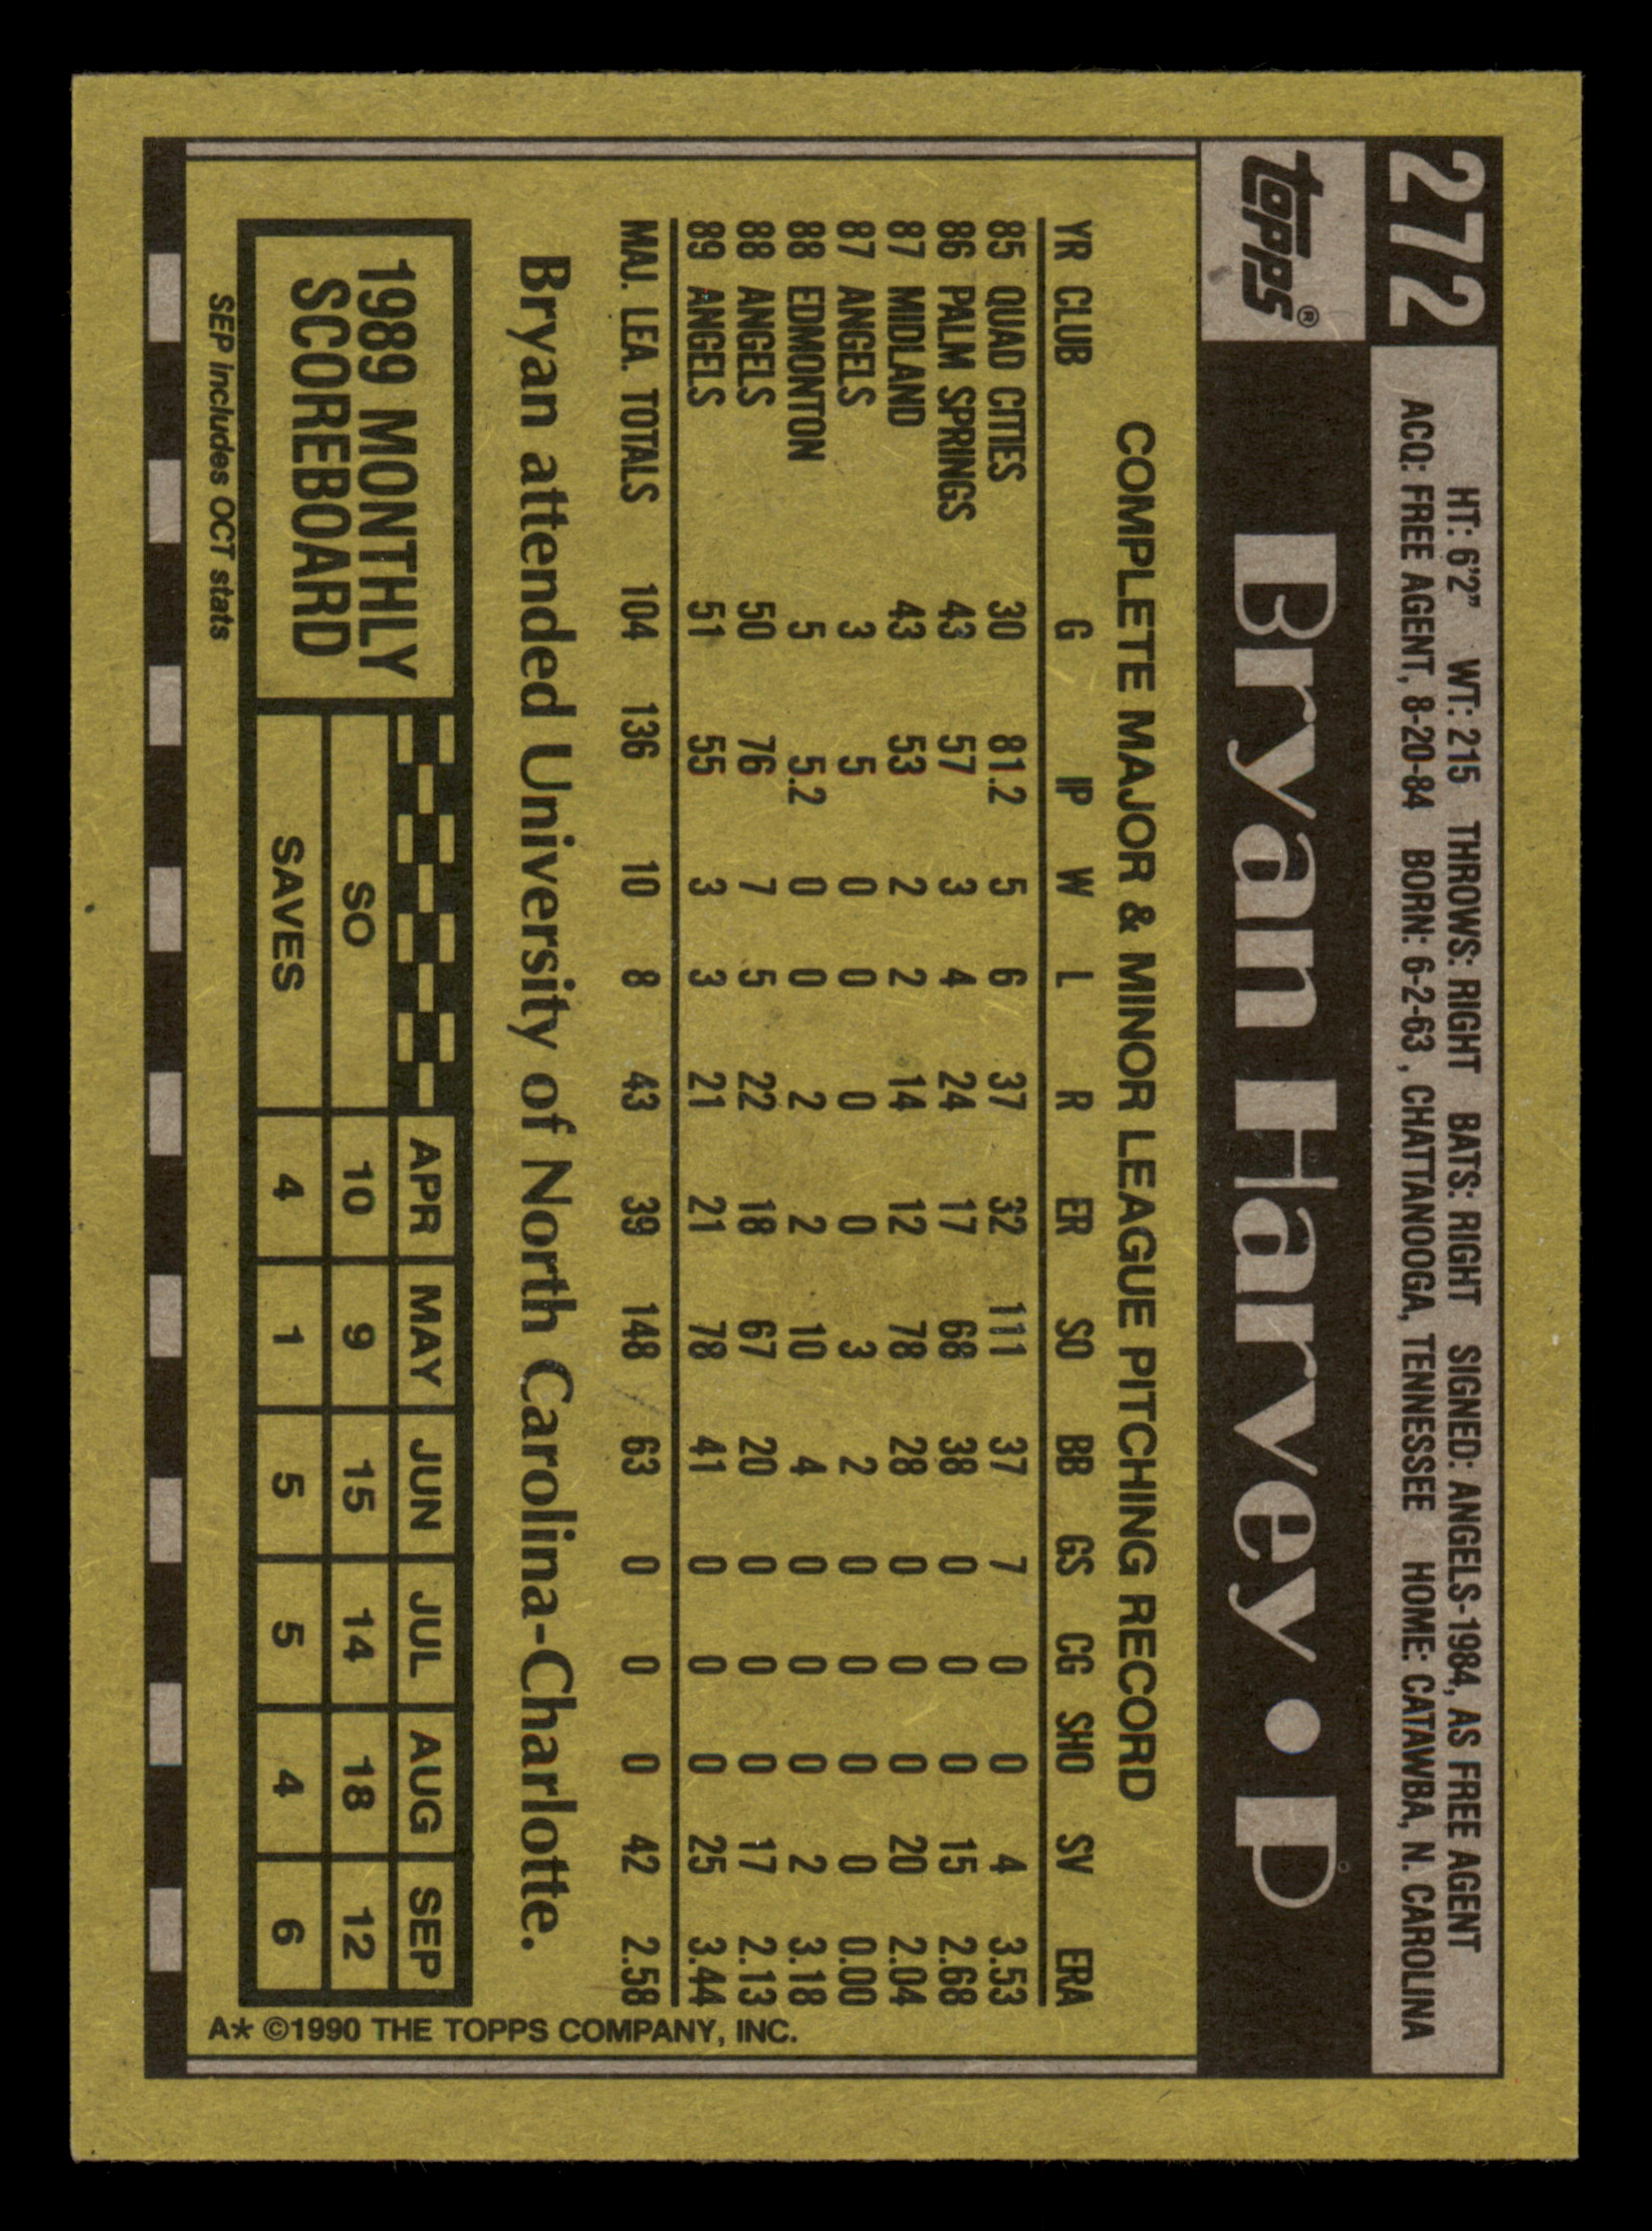 272 HT: 6'2" WT: 215 THROWS: RIGHT BATS: RIGHT SIGNED: ANGELS-1984, AS FREE AGENT
ACQ: FREE AGENT, 8-20-84 BORN: 6-2-63, CHATTANOOGA, TENNESSEE HOME: CATAWBA, N. CAROLINA
TOPPS® Bryan Harvey • P
COMPLETE MAJOR & MINOR LEAGUE PITCHING RECORD
YR CLUB G IP W L R ER SO BB GS CG SHO SV ERA
85 QUAD CITIES 30 81.2 5 6 37 32 111 37 7 0 0 4 3.53
86 PALM SPRINGS 43 57 3 4 24 17 68 38 0 0 0 15 2.68
87 MIDLAND 43 53 2 2 14 12 78 28 0 0 0 20 2.04
87 ANGELS 3 5 0 0 0 0 3 2 0 0 0 0 0.00
88 EDMONTON 5 5.2 0 0 2 2 10 4 0 0 0 2 3.18
88 ANGELS 50 76 7 5 22 18 67 20 0 0 0 17 2.13
89 ANGELS 51 55 3 3 21 21 78 41 0 0 0 25 3.44
MAJ. LEA. TOTALS 104 136 10 8 43 39 148 63 0 0 0 42 2.58
Bryan attended University of North Carolina-Charlotte.
1989 MONTHLY
SCOREBOARD
APR MAY JUN JUL AUG SEP
SO 10 9 15 14 18 12
SAVES 4 1 5 5 4 6
SEP includes OCT stats
A* ©1990 THE TOPPS COMPANY, INC.